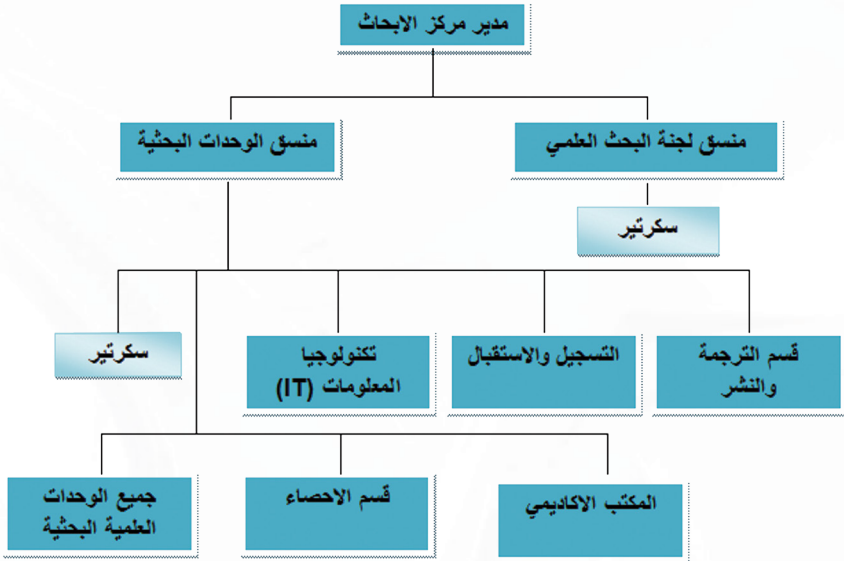 مدير مركز الابحاث
منسق لجنة البحث العلمي
منسق الوحدات البحثية
سكرتير
قسم الترجمة
والنشر
التسجيل والاستقبال
تكنولوجيا
المعلومات (IT)
سكرتير
المكتب الاكاديمي
قسم الاحصاء
جميع الوحدات
العلمية البحثية